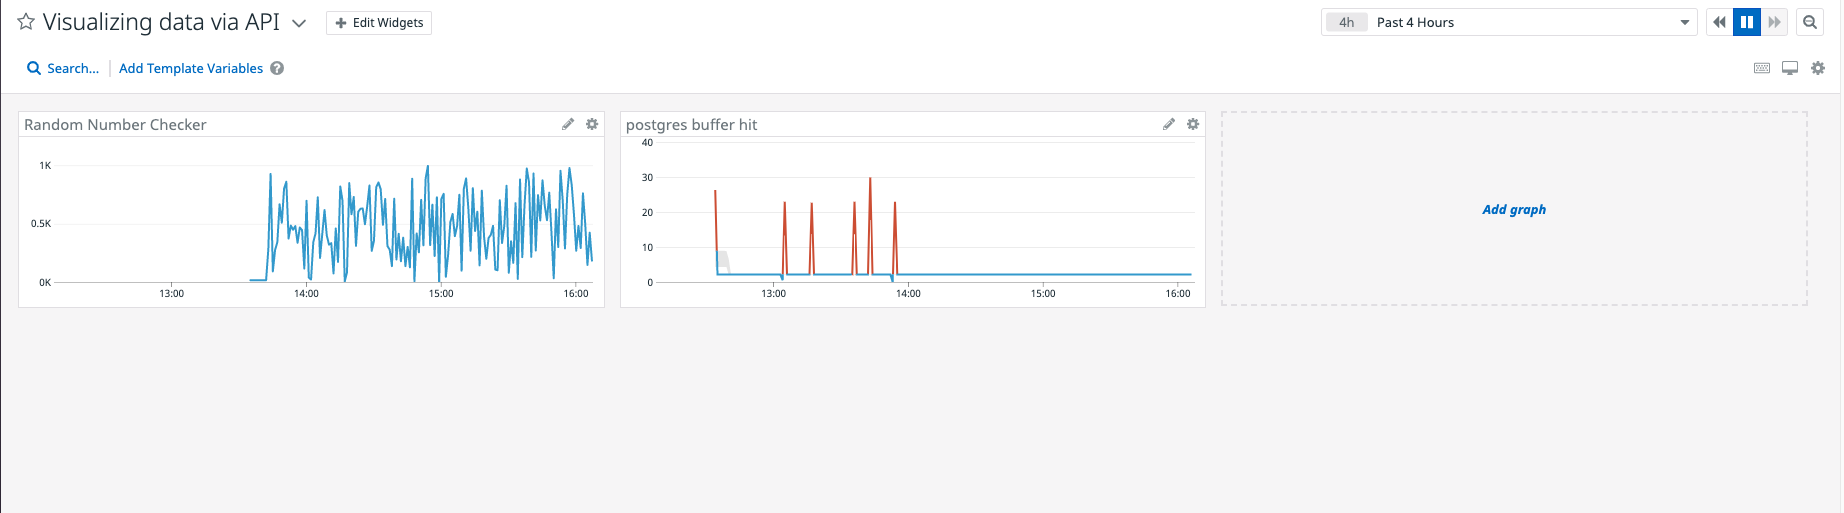 Visualizing data via API
+ Edit Widgets
4h Past 4 Hours
Search...
Add Template Variables ?
Random Number Checker
1K
0.5K
0K
13:00 14:00 15:00 16:00
postgres buffer hit
40
30
20
10
0
13:00 14:00 15:00 16:00
Add graph